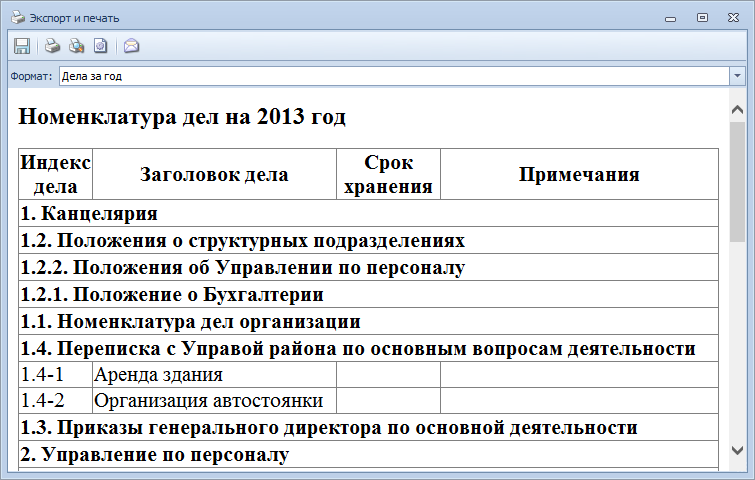 Экспорт и печать
Формат: Дела за год
Номенклатура дел на 2013 год
Индекс дела Заголовок дела Срок хранения Примечания
1. Канцелярия
1.2. Положения о структурных подразделениях
1.2.2. Положения об Управлении по персоналу
1.2.1. Положение о Бухгалтерии
1.1. Номенклатура дел организации
1.4. Переписка с Управой района по основным вопросам деятельности
1.4-1 Аренда здания
1.4-2 Организация автостоянки
1.3. Приказы генерального директора по основной деятельности
2. Управление по персоналу